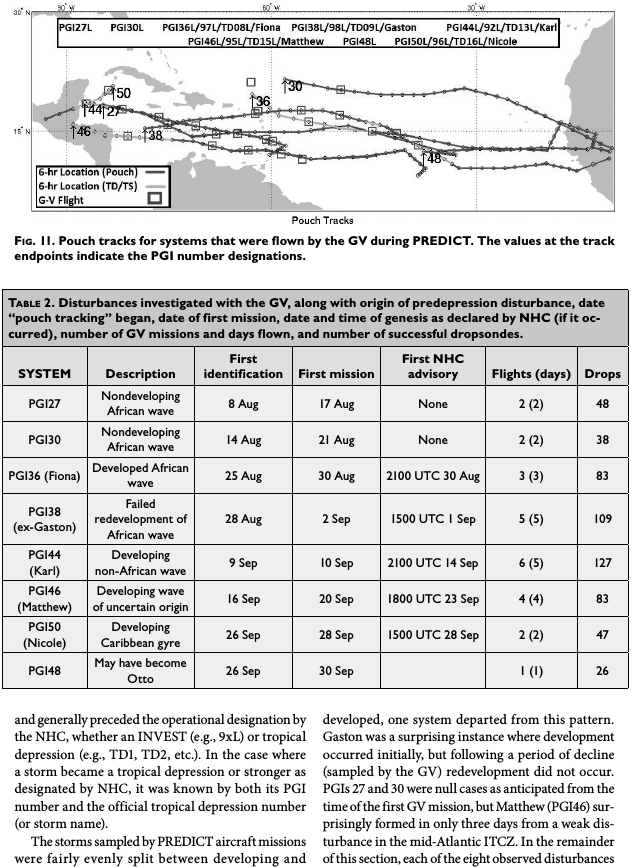 30°N
90°W
60°W
30°W
PGI27L PGI30L PGI36L/97L/TD08L/Fiona PGI38L/98L/TD09L/Gaston PGI44L/92L/TD13L/Karl
PGI46L/95L/TD15L/Matthew PGI48L PGI50L/96L/TD16L/Nicole
50
44
27
46
38
36
30
48
15°N
15°N
6-hr Location (Pouch)
6-hr Location (TD/TS)
G-V Flight
Pouch Tracks
Fig. 11. Pouch tracks for systems that were flown by the GV during PREDICT. The values at the track
endpoints indicate the PGI number designations.
Table 2. Disturbances investigated with the GV, along with origin of predepression disturbance, date
“pouch tracking” began, date of first mission, date and time of genesis as declared by NHC (if it oc-
curred), number of GV missions and days flown, and number of successful dropsondes.
SYSTEM Description First identification First mission First NHC advisory Flights (days) Drops
PGI27 Nondeveloping African wave 8 Aug 17 Aug None 2 (2) 48
PGI30 Nondeveloping African wave 14 Aug 21 Aug None 2 (2) 38
PGI36 (Fiona) Developed African wave 25 Aug 30 Aug 2100 UTC 30 Aug 3 (3) 83
PGI38 (ex-Gaston) Failed redevelopment of African wave 28 Aug 2 Sep 1500 UTC 1 Sep 5 (5) 109
PGI44 (Karl) Developing non-African wave 9 Sep 10 Sep 2100 UTC 14 Sep 6 (5) 127
PGI46 (Matthew) Developing wave of uncertain origin 16 Sep 20 Sep 1800 UTC 23 Sep 4 (4) 83
PGI50 (Nicole) Developing Caribbean gyre 26 Sep 28 Sep 1500 UTC 28 Sep 2 (2) 47
PGI48 May have become Otto 26 Sep 30 Sep 1 (1) 26
and generally preceded the operational designation by
the NHC, whether an INVEST (e.g., 9xL) or tropical
depression (e.g., TD1, TD2, etc.). In the case where
a storm became a tropical depression or stronger as
designated by NHC, it was known by both its PGI
number and the official tropical depression number
(or storm name).
The storms sampled by PREDICT aircraft missions
were fairly evenly split between developing and
developed, one system departed from this pattern.
Gaston was a surprising instance where development
occurred initially, but following a period of decline
(sampled by the GV) redevelopment did not occur.
PGIs 27 and 30 were null cases as anticipated from the
time of the first GV mission, but Matthew (PGI46) sur-
prisingly formed in only three days from a weak dis-
turbance in the mid-Atlantic ITCZ. In the remainder
of this section, each of the eight observed disturbances